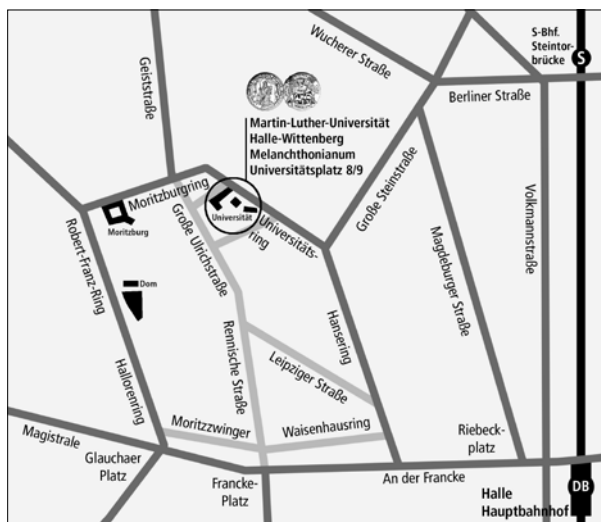 S-Bhf.
Steintor-
brücke
S
Wucherer Straße
Geiststraße
Berliner Straße
Martin-Luther-Universität
Halle-Wittenberg
Melanchthonianum
Universitätsplatz 8/9
Moritzburgring
Moritzburg
Universität
Universitäts-
ring
Große Ulrichstraße
Große Steinstraße
Volkmannstraße
Robert-Franz-Ring
Dom
Magdeburger Straße
Rennische Straße
Hansering
Leipziger Straße
Hallorenring
Moritzzwinger
Waisenhausring
Magistrale
Glauchaer
Platz
Riebeck-
platz
Francke-
Platz
An der Francke
DB
Halle
Hauptbahnhof